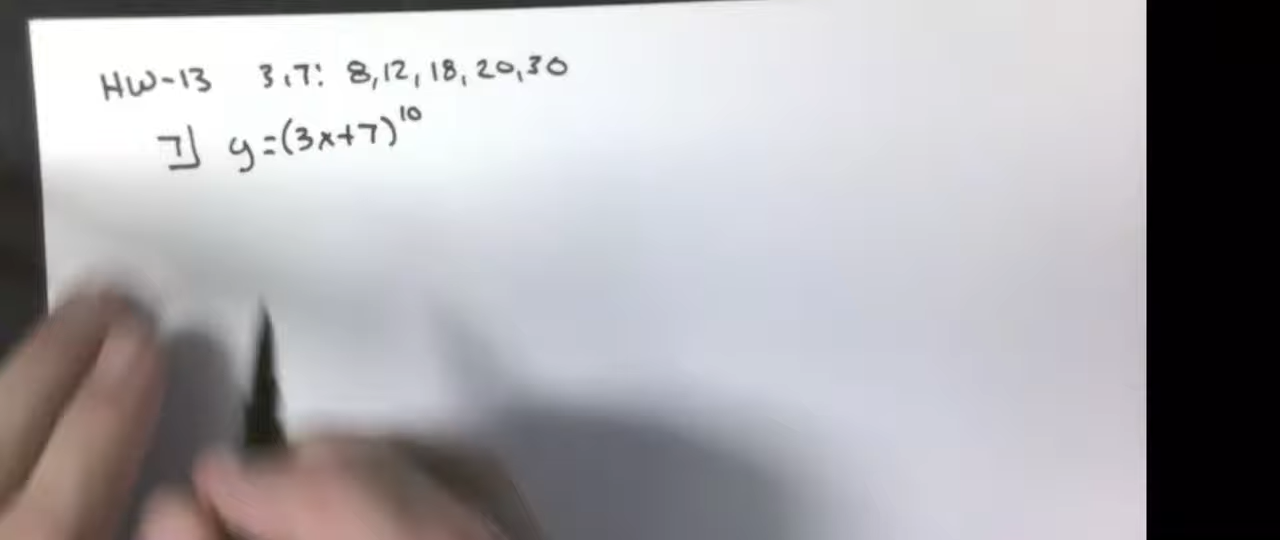 HW-13 3.7: 8, 12, 18, 20, 30
7] y=(3x+7)^10